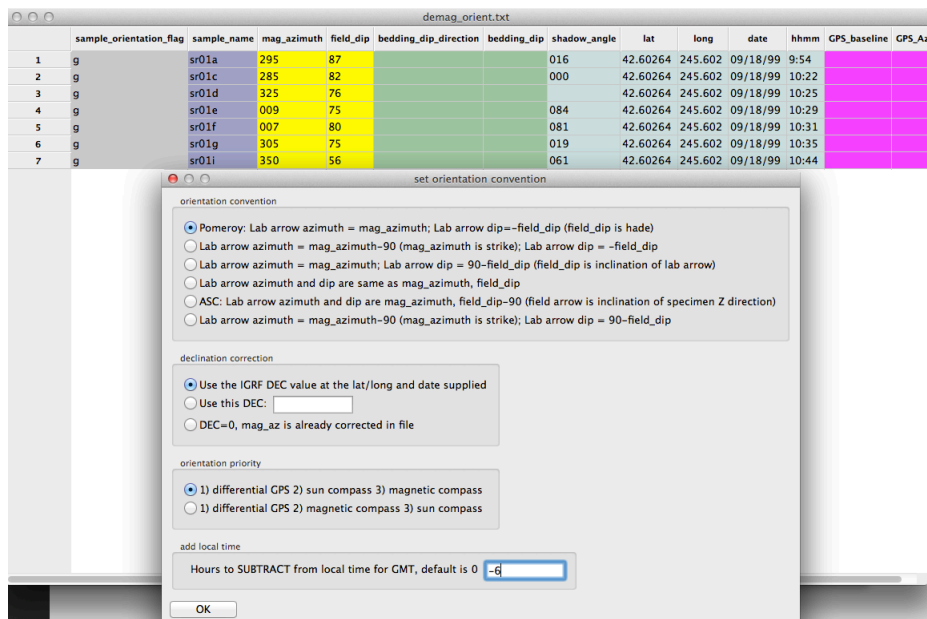 demag_orient.txt
sample_orientation_flag sample_name mag_azimuth field_dip bedding_dip_direction bedding_dip shadow_angle lat long date hhmm GPS_baseline GPS_Az
1 g sr01a 295 87 016 42.60264 245.602 09/18/99 9:54
2 g sr01c 285 82 000 42.60264 245.602 09/18/99 10:22
3 g sr01d 325 76 42.60264 245.602 09/18/99 10:25
4 g sr01e 009 75 084 42.60264 245.602 09/18/99 10:29
5 g sr01f 007 80 081 42.60264 245.602 09/18/99 10:31
6 g sr01g 305 75 019 42.60264 245.602 09/18/99 10:35
7 g sr01i 350 56 061 42.60264 245.602 09/18/99 10:44
set orientation convention
orientation convention
Pomeroy: Lab arrow azimuth = mag_azimuth; Lab arrow dip=-field_dip (field_dip is hade)
Lab arrow azimuth = mag_azimuth-90 (mag_azimuth is strike); Lab arrow dip = -field_dip
Lab arrow azimuth = mag_azimuth; Lab arrow dip = 90-field_dip (field_dip is inclination of lab arrow)
Lab arrow azimuth and dip are same as mag_azimuth, field_dip
ASC: Lab arrow azimuth and dip are mag_azimuth, field_dip-90 (field arrow is inclination of specimen Z direction)
Lab arrow azimuth = mag_azimuth-90 (mag_azimuth is strike); Lab arrow dip = 90-field_dip
declination correction
Use the IGRF DEC value at the lat/long and date supplied
Use this DEC:
DEC=0, mag_az is already corrected in file
orientation priority
1) differential GPS 2) sun compass 3) magnetic compass
1) differential GPS 2) magnetic compass 3) sun compass
add local time
Hours to SUBTRACT from local time for GMT, default is 0 -6
OK